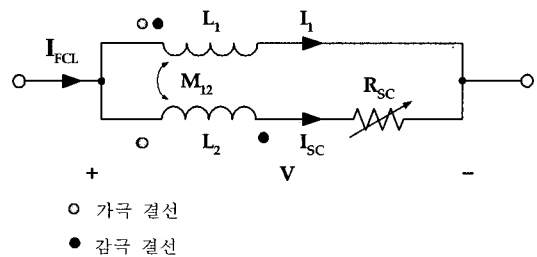 L₁ I₁
I_FCL
M₁₂
R_SC
L₂ I_SC
+ V −
○ 가극 결선
● 감극 결선